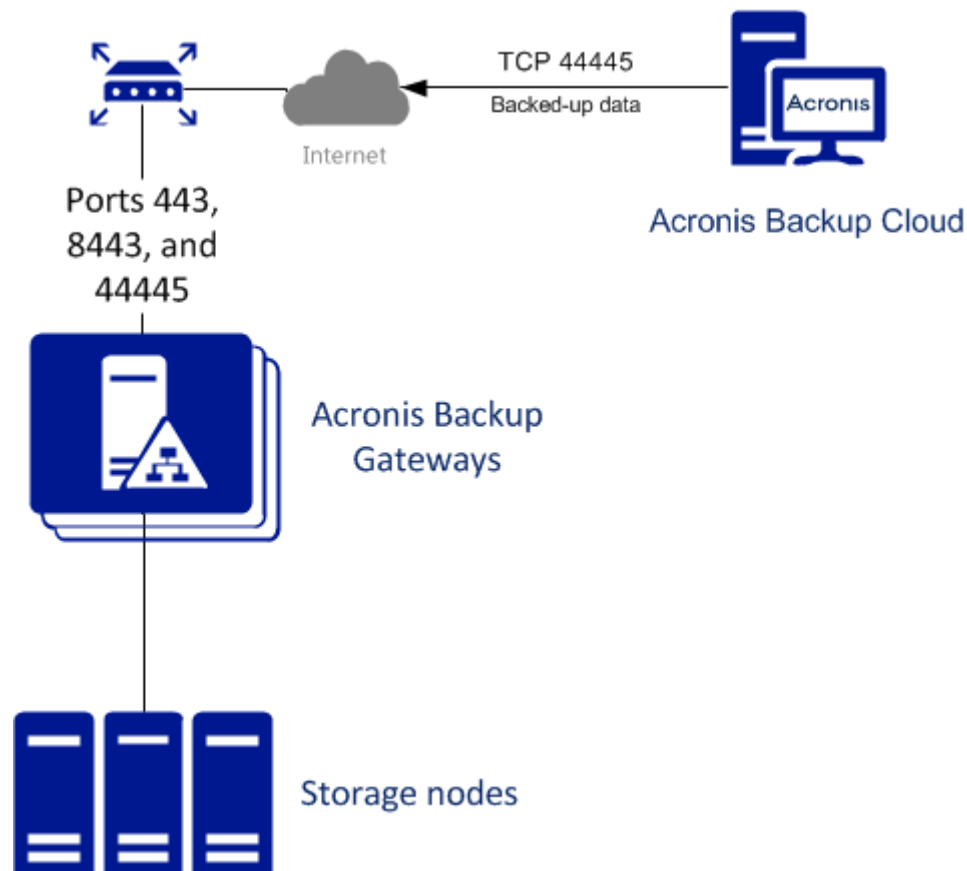 TCP 44445
Backed-up data
Acronis
Internet
Acronis Backup Cloud
Ports 443,
8443, and
44445
Acronis Backup
Gateways
Storage nodes